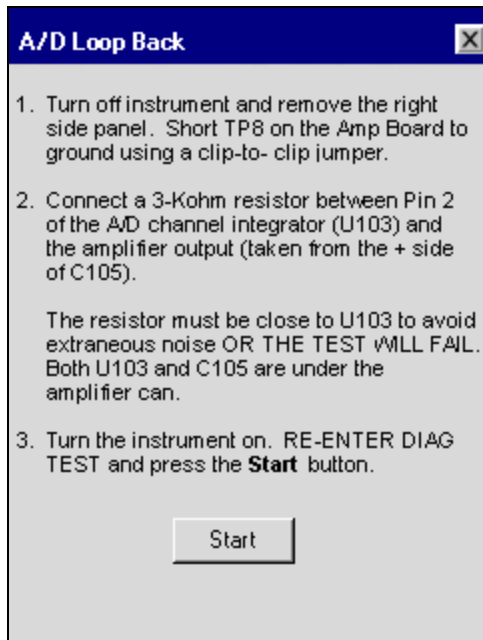 A/D Loop Back
1. Turn off instrument and remove the right
side panel. Short TP8 on the Amp Board to
ground using a clip-to- clip jumper.
2. Connect a 3-Kohm resistor between Pin 2
of the A/D channel integrator (U103) and
the amplifier output (taken from the + side
of C105).
The resistor must be close to U103 to avoid
extraneous noise OR THE TEST WILL FAIL.
Both U103 and C105 are under the
amplifier can.
3. Turn the instrument on. RE-ENTER DIAG
TEST and press the Start button.
Start